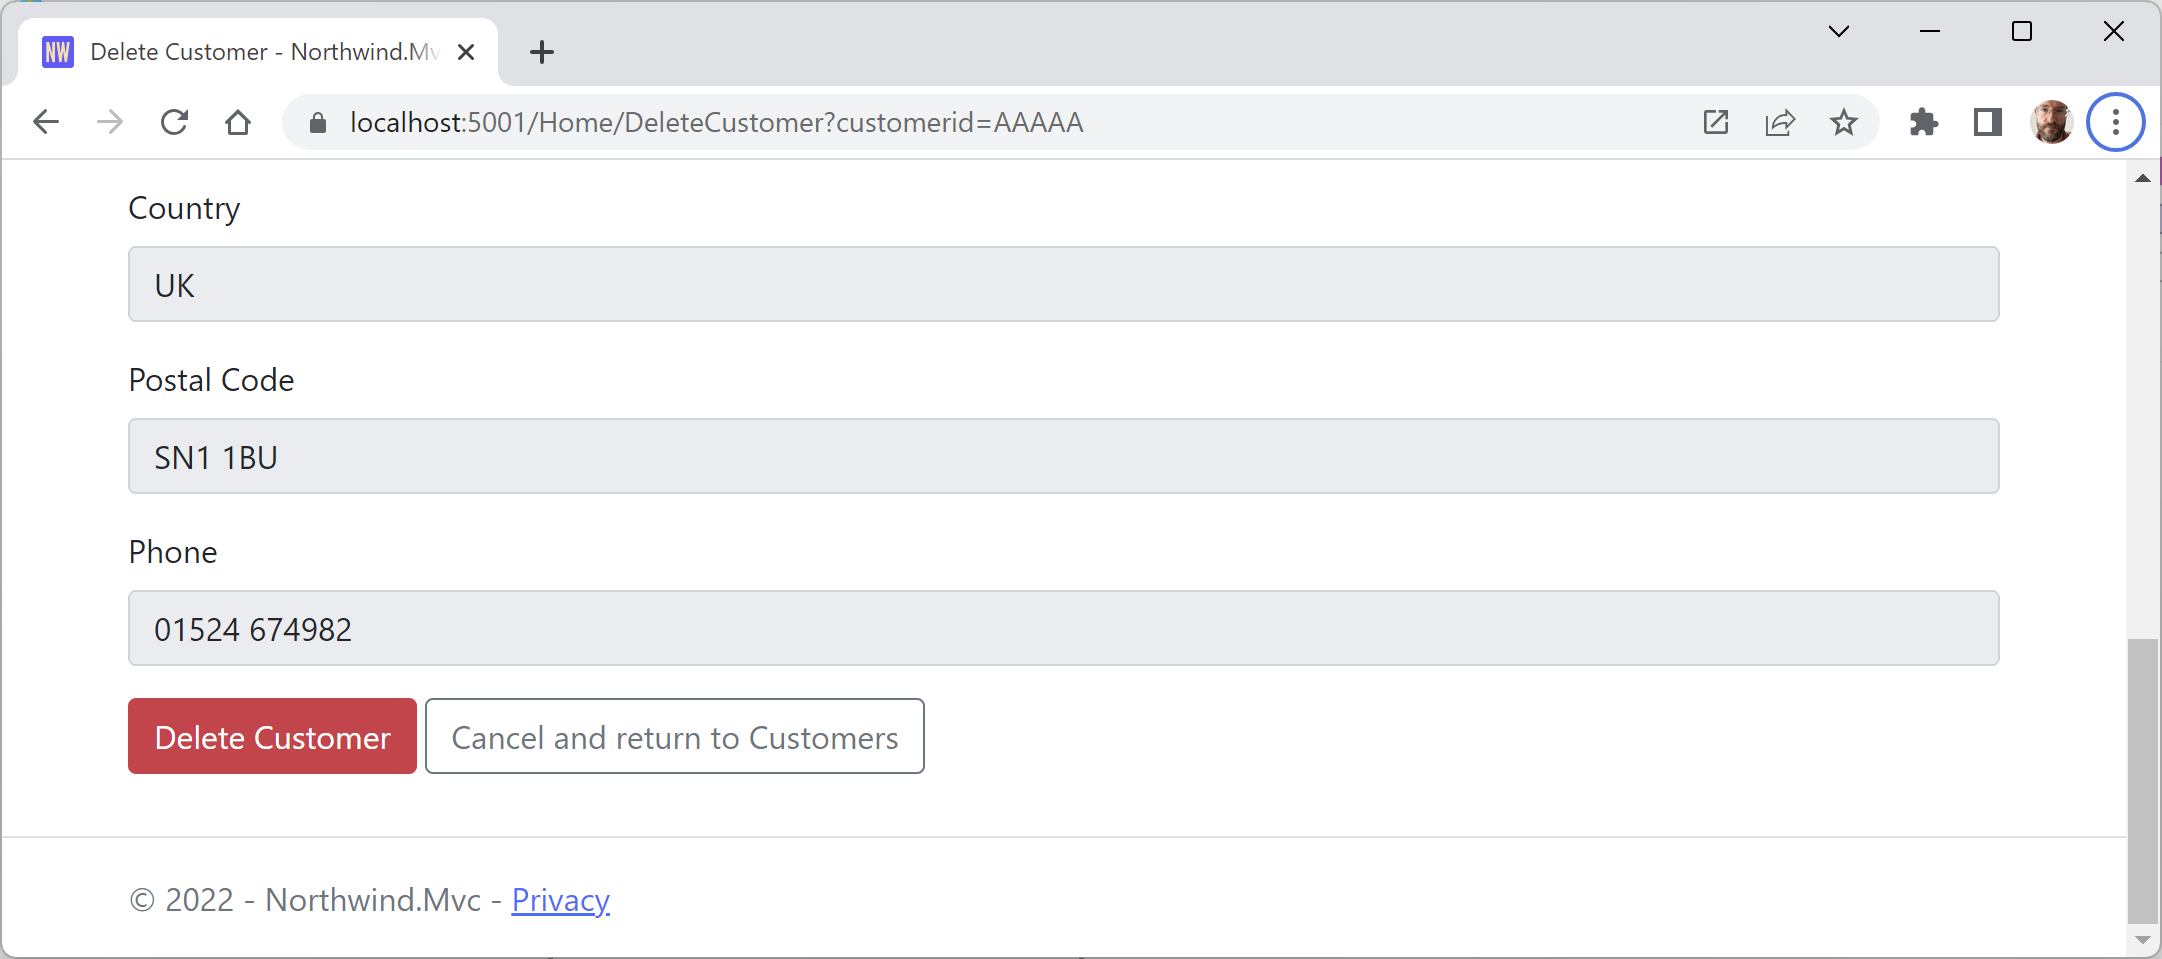 NW Delete Customer - Northwind.Mv
localhost:5001/Home/DeleteCustomer?customerid=AAAAA
Country
UK
Postal Code
SN1 1BU
Phone
01524 674982
Delete Customer Cancel and return to Customers
© 2022 - Northwind.Mvc - Privacy